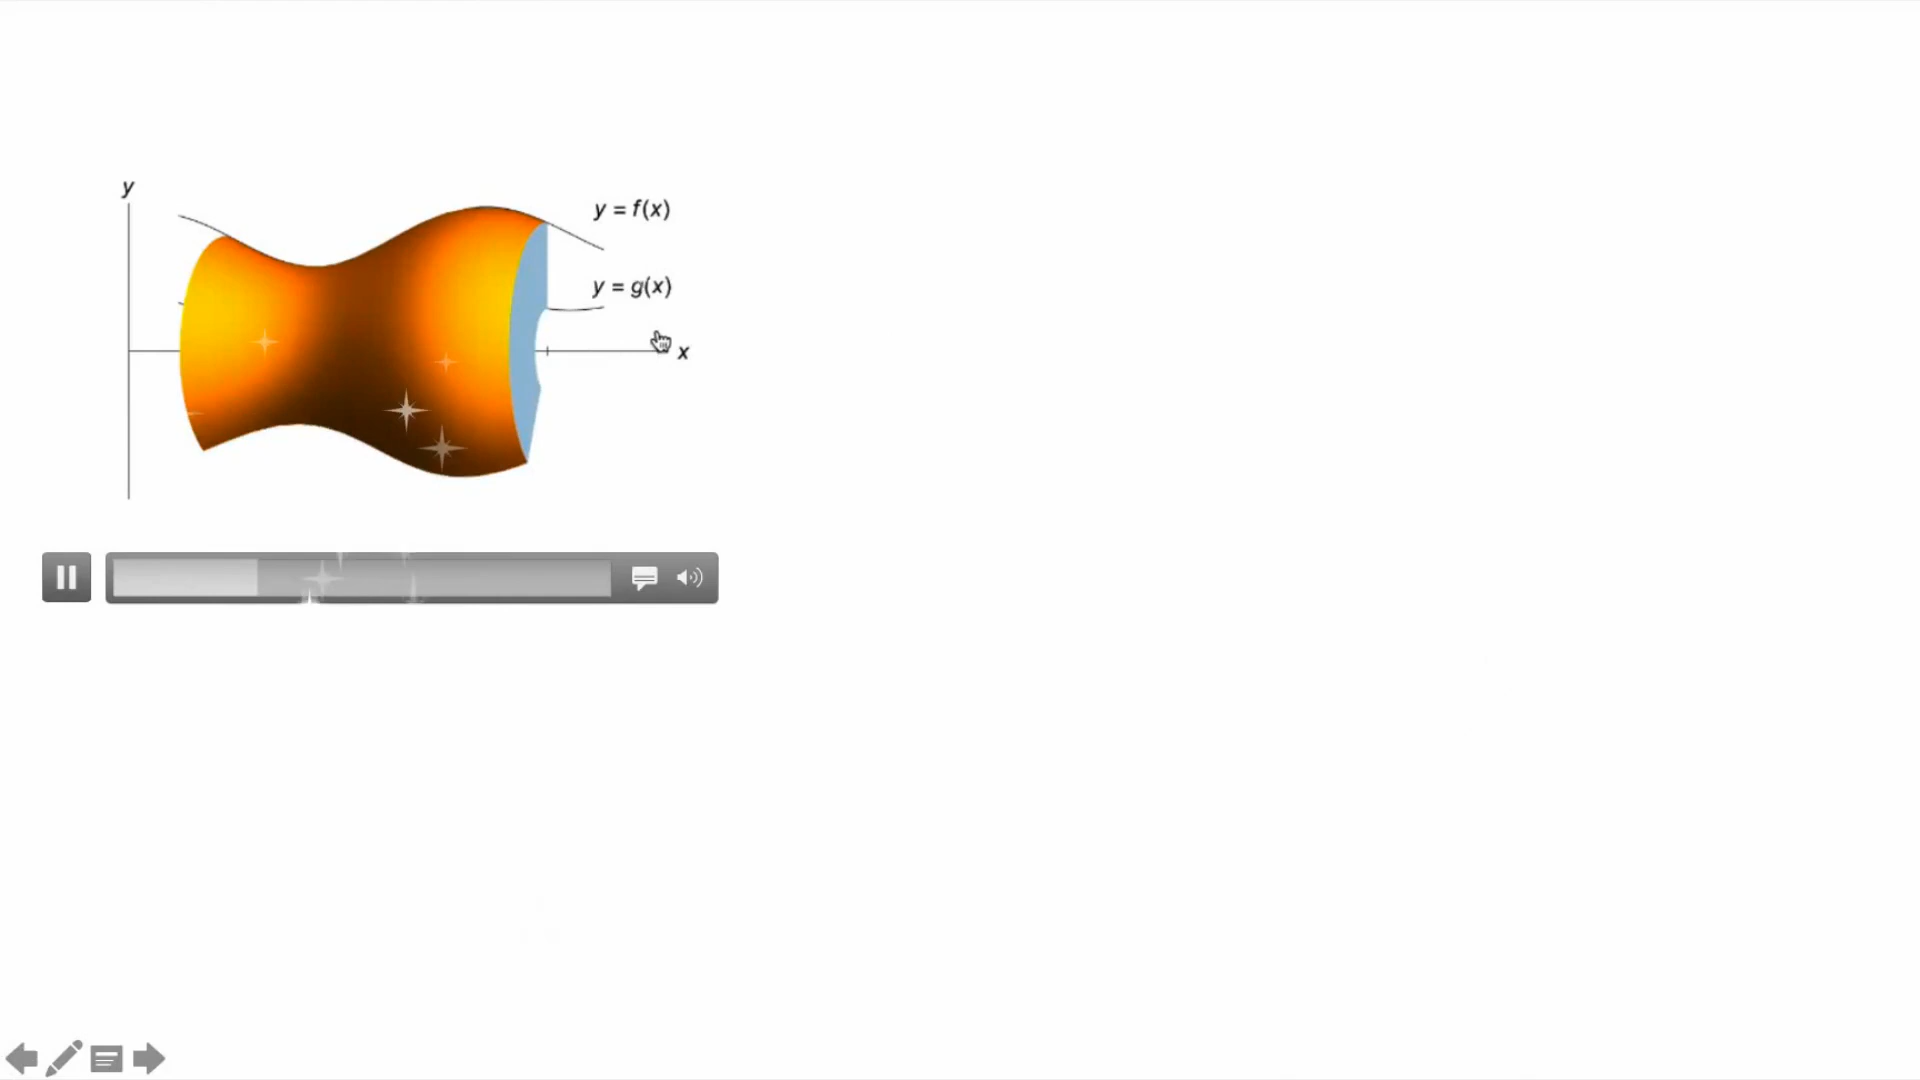 y
y = f(x)
y = g(x)
x